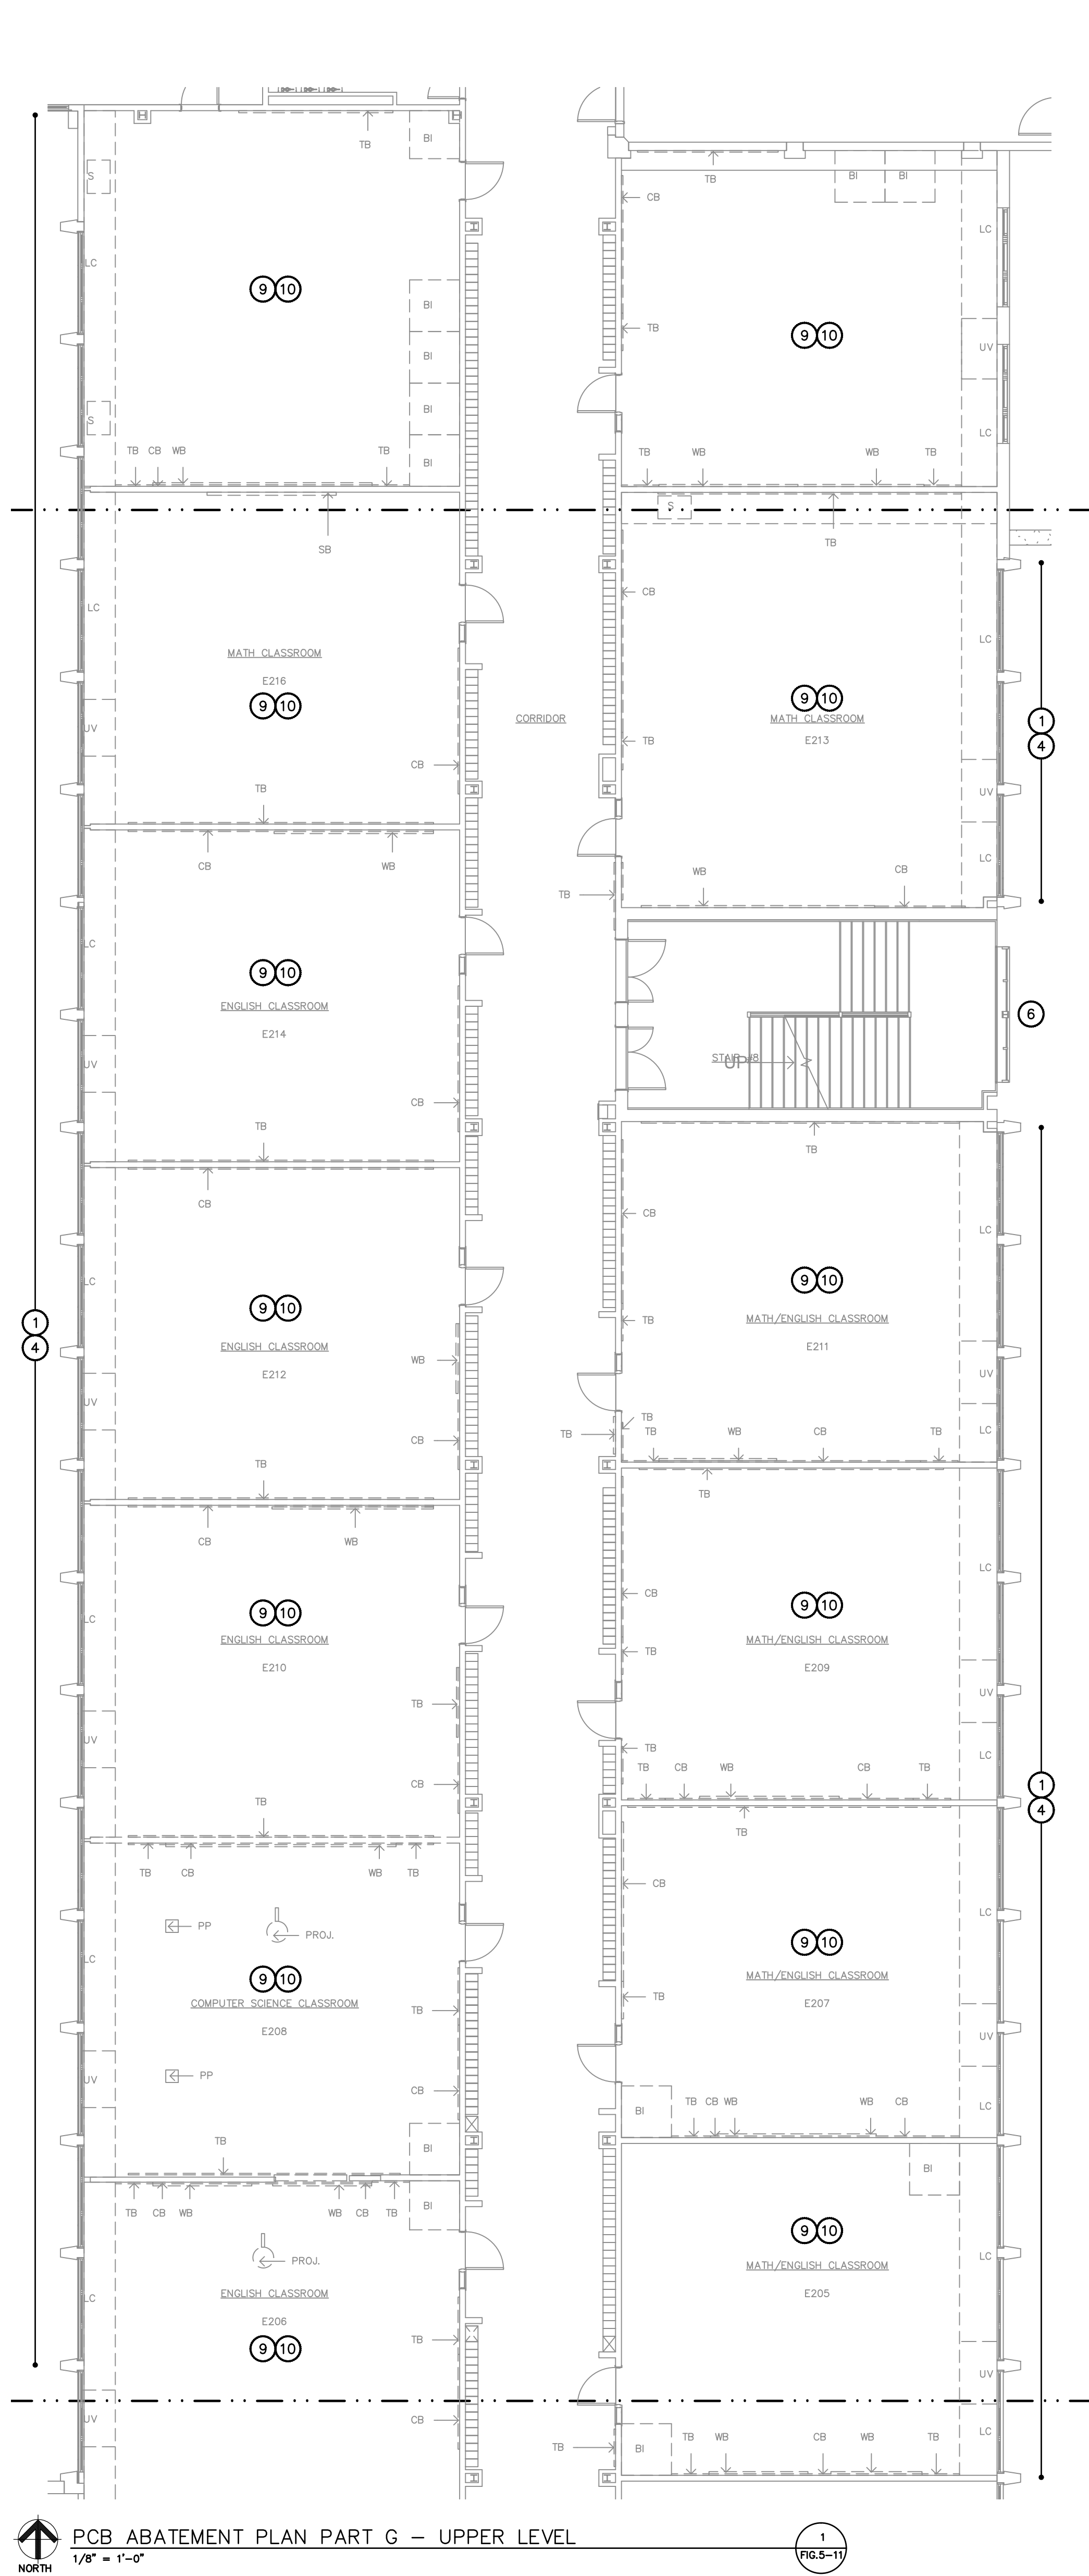 TB
BI
S
TB
BI BI
CB
LC
LC
9 10
BI
TB
9 10
UV
BI
BI
S
LC
BI
TB CB WB TB
TB WB WB TB
S
SB
TB
CB
LC
LC
MATH CLASSROOM
E216
9 10
9 10
CORRIDOR
MATH CLASSROOM
E213
1
4
UV
TB
CB
UV
TB
LC
CB WB
WB CB
TB
LC
9 10
ENGLISH CLASSROOM
E214
6
UV
STAIR #8
UP
CB
TB
TB
CB
CB
LC
LC
9 10
9 10
1
4
ENGLISH CLASSROOM
E212
TB
MATH/ENGLISH CLASSROOM
E211
WB
UV
UV
TB
CB
TB
TB WB CB TB
LC
TB
TB
CB WB
LC
CB
9 10
9 10
LC
ENGLISH CLASSROOM
E210
MATH/ENGLISH CLASSROOM
E209
TB
TB
UV
UV
TB
LC
CB
TB CB WB CB TB
1
4
TB
TB
TB CB WB TB
CB
LC
PP
PROJ.
LC
9 10
9 10
COMPUTER SCIENCE CLASSROOM
E208
MATH/ENGLISH CLASSROOM
E207
TB
TB
UV
UV
PP
CB
LC
BI
TB CB WB WB CB
TB
BI
BI
TB CB WB WB CB TB
BI
9 10
PROJ.
LC
LC
ENGLISH CLASSROOM
E206
MATH/ENGLISH CLASSROOM
E205
9 10
TB
UV
UV
CB
LC
TB
BI
TB WB CB WB TB
PCB ABATEMENT PLAN PART G – UPPER LEVEL
1/8" = 1'-0"
NORTH
1
FIG.5-11